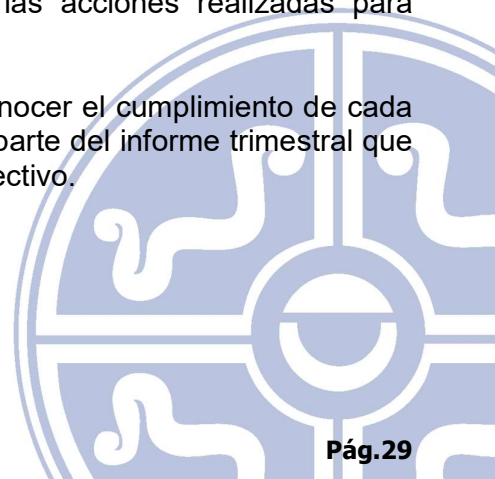 las acciones realizadas para
nocer el cumplimiento de cada
parte del informe trimestral que
ectivo.
Pág.29